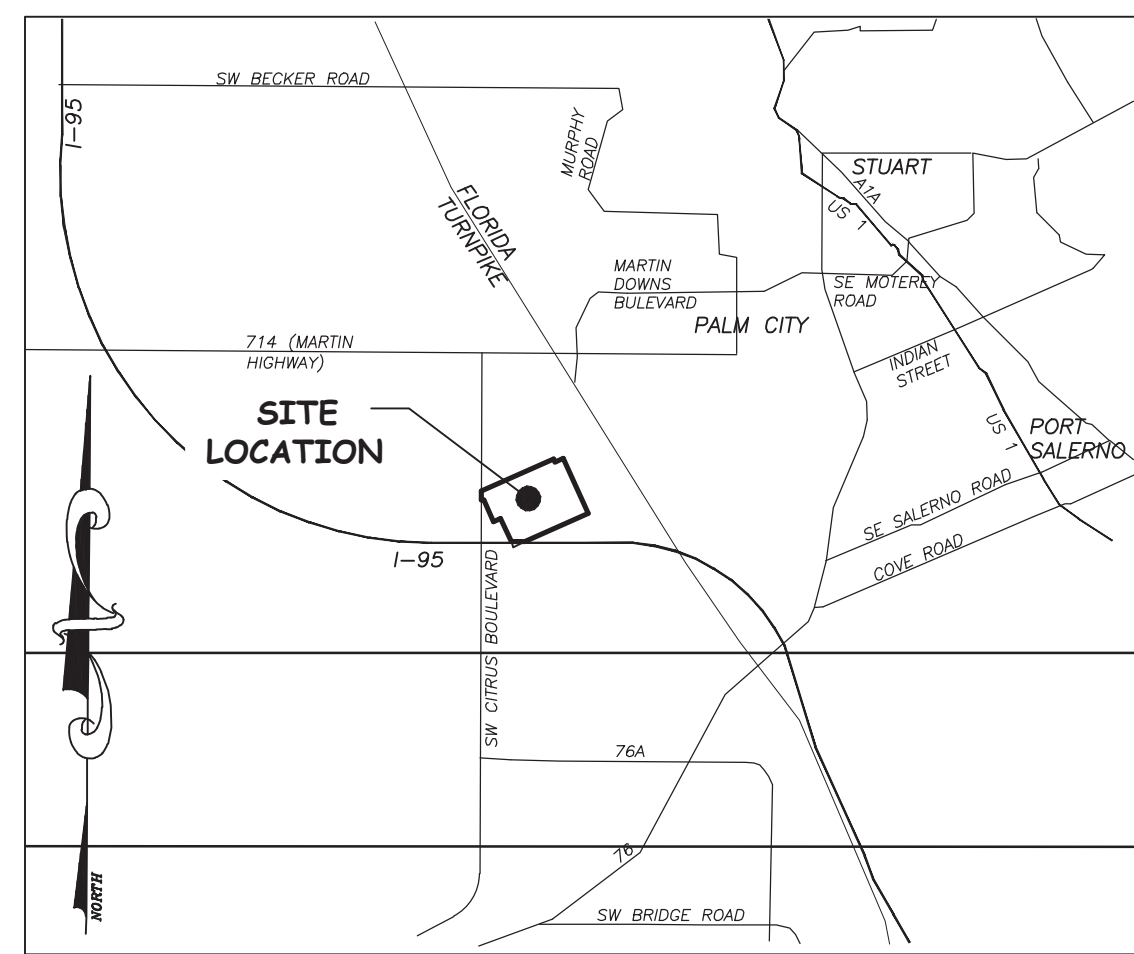 SW BECKER ROAD
I-95
MURPHY
ROAD
STUART
A1A
US 1
FLORIDA
TURNPIKE
MARTIN
DOWNS
BULEVARD
SE MOTEREY
ROAD
PALM CITY
714 (MARTIN
HIGHWAY)
INDIAN
STREET
SITE
LOCATION
US 1
PORT
SALERNO
SE SALERNO ROAD
COVE ROAD
I-95
SW CITRUS BOULEVARD
76A
76
NORTH
SW BRIDGE ROAD